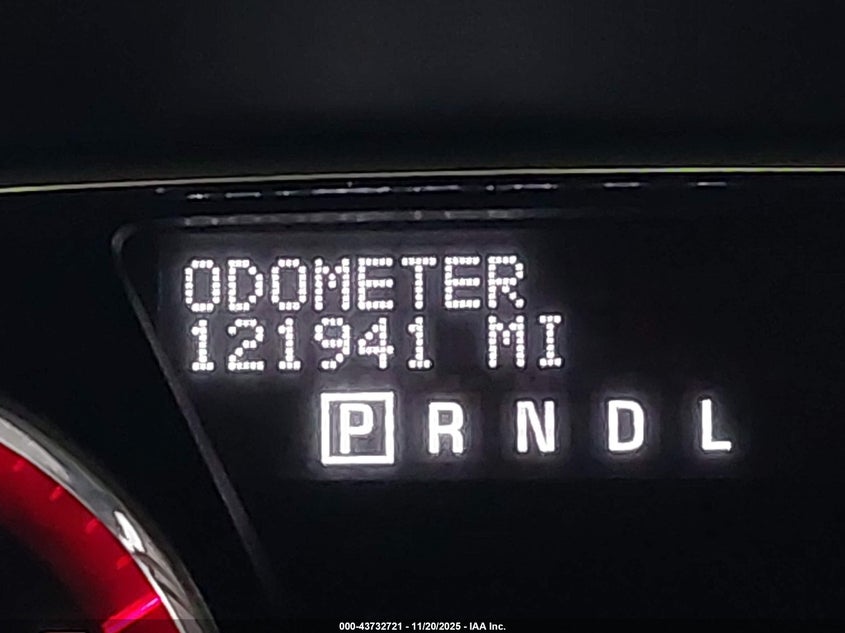 ODOMETER
121941 MI
P R N D L
000-43732721 - 11/20/2025 - IAA Inc.